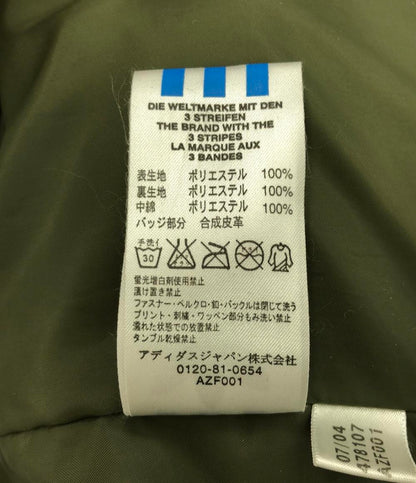 DIE WELTMARKE MIT DEN
3 STREIFEN
THE BRAND WITH THE
3 STRIPES
LA MARQUE AUX
3 BANDES
表生地 ポリエステル 100%
裏生地 ポリエステル 100%
中綿 ポリエステル 100%
パッジ部分 合成皮革
手洗イ
30
蛍光増白剤使用禁止
漬け置き禁止
ファスナー・ベルクロ・釦・バックルは閉じて洗う
プリント・刺繍・ワッペン部分もみ洗い禁止
濡れた状態での放置禁止
タンブル乾燥禁止
アディダスジャパン株式会社
0120-81-0654
AZF001
07/04
478107
AZF001